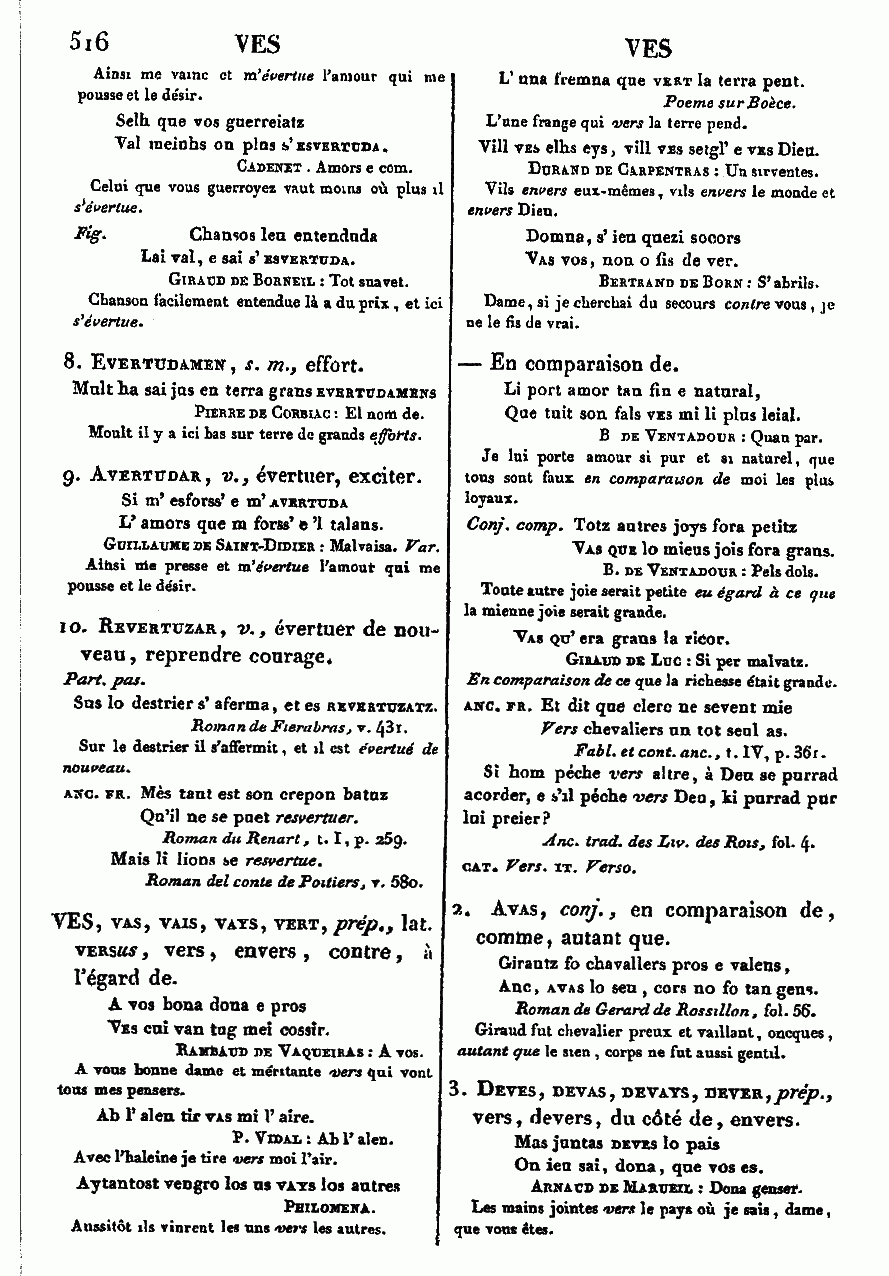 516 VES VES
Ainsi me vainc et m'évertue l'amour qui me
pousse et le désir.
Selh que vos guerreiatz
Val meinhs on plus s'ESVERTUDA.
CADENET. Amors e com.
Celui que vous guerroyez vaut moins où plus il
s'évertue.
Fig. Chansos leu entenduda
Lai val, e sai s'ESVERTUDA.
GIRAUD DE BORNEIL : Tot suavet.
Chanson facilement entendue là a du prix, et ici
s'évertue.
8. EVERTUDAMEN, s. m., effort.
Mult ha sai jus en terra grans EVERTUDAMENS
PIERRE DE CORBIAC : El nom de.
Moult il y a ici bas sur terre de grands efforts.
9. AVERTUDAR, v., évertuer, exciter.
Si m'esforss' e m'AVERTUDA
L'amors que m forss' e 'l talans.
GUILLAUME DE SAINT-DIDIER : Malvaisa. Var.
Ainsi me presse et m'évertue l'amour qui me
pousse et le désir.
10. REVERTUZAR, v., évertuer de nou-
veau, reprendre courage.
Part. pas.
Sus lo destrier s'aferma, et es REVERTUZATZ.
Roman de Fierabras, v. 431.
Sur le destrier il s'affermit, et il est évertué de
nouveau.
ANC. FR. Mès tant est son crepon batuz
Qu'il ne se puet resvertuer.
Roman du Renart, t. I, p. 259.
Mais li lions se resvertue.
Roman del conte de Poitiers, v. 580.
VES, VAS, VAIS, VAYS, VERT, prép., lat.
VERSus, vers, envers, contre, à
l'égard de.
A vos bona dona e pros
VES cui van tug mei cossir.
RAMBAUD DE VAQUEIRAS : A vos.
A vous bonne dame et méritante vers qui vont
tous mes pensers.
Ab l'alen tir VAS mi l'aire.
P. VIDAL : Ab l'alen.
Avec l'haleine je tire vers moi l'air.
Aytantost vengro los us VAYS los autres
PHILOMENA.
Aussitôt ils vinrent les uns vers les autres.
L'una fremna que VERT la terra pent.
Poeme sur Boèce.
L'une frange qui vers la terre pend.
Vill VES elhs eys, vill VES setgl' e VES Dieu.
DURAND DE CARPENTRAS : Un sirventes.
Vils envers eux-mêmes, vils envers le monde et
envers Dieu.
Domna, s'ieu quezi socors
VAS vos, non o fis de ver.
BERTRAND DE BORN : S'abrils.
Dame, si je cherchai du secours contre vous, je
ne le fis de vrai.
— En comparaison de.
Li port amor tan fin e natural,
Que tuit son fals VES mi li plus leial.
B DE VENTADOUR : Quan par.
Je lui porte amour si pur et si naturel, que
tous sont faux en comparaison de moi les plus
loyaux.
Conj. comp. Totz autres joys fora petitz
VAS QUE lo mieus jois fora grans.
B. DE VENTADOUR : Pels dols.
Toute autre joie serait petite eu égard à ce que
la mienne joie serait grande.
VAS QU'era grans la ricor.
GIRAUD DE LUC : Si per malvatz.
En comparaison de ce que la richesse était grande.
ANC. FR. Et dit que clerc ne sevent mie
Vers chevaliers un tot seul as.
Fabl. et cont. anc., t. IV, p. 361.
Si hom péche vers altre, à Deu se purrad
acorder, e s'il péche vers Deu, ki purrad pur
lui preier?
Anc. trad. des Liv. des Rois, fol. 4.
CAT. Vers. IT. Verso.
2. AVAS, conj., en comparaison de,
comme, autant que.
Girautz fo chavallers pros e valens,
Anc, AVAS lo seu, cors no fo tan gens.
Roman de Gerard de Rossillon, fol. 56.
Giraud fut chevalier preux et vaillant, oncques,
autant que le sien, corps ne fut aussi gentil.
3. DEVES, DEVAS, DEVAYS, DEVER, prép.,
vers, devers, du côté de, envers.
Mas juntas DEVES lo pais
On ieu sai, dona, que vos es.
ARNAUD DE MARUEIL : Dona genser.
Les mains jointes vers le pays où je sais, dame,
que vous êtes.